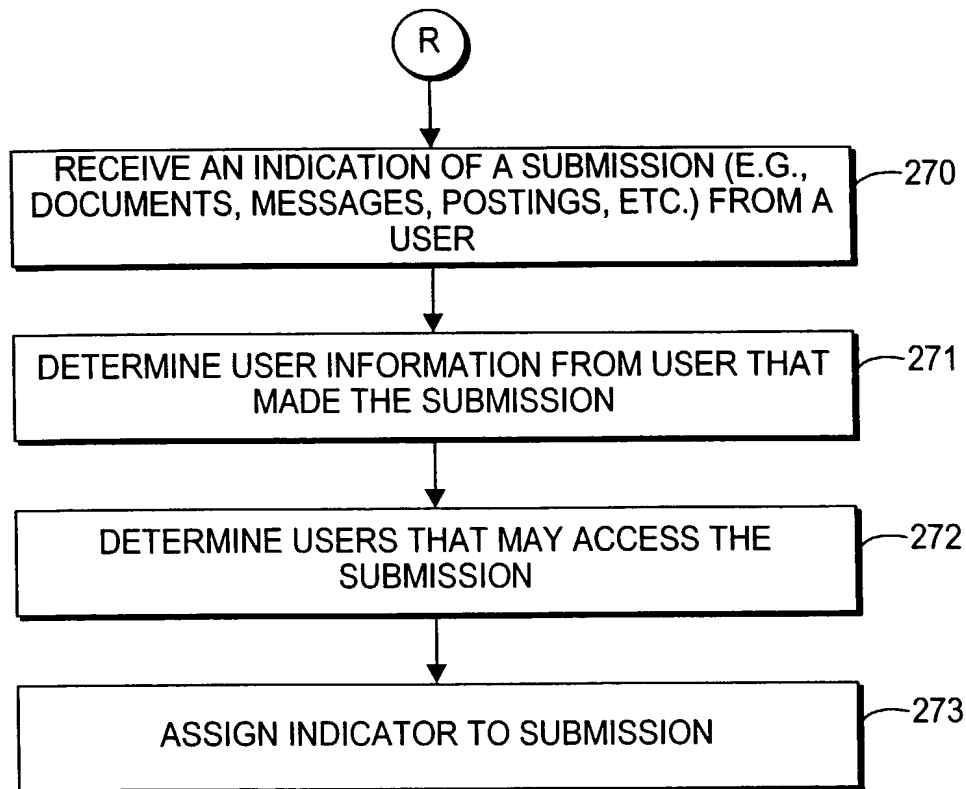 R
RECEIVE AN INDICATION OF A SUBMISSION (E.G.,
DOCUMENTS, MESSAGES, POSTINGS, ETC.) FROM A
USER
270
DETERMINE USER INFORMATION FROM USER THAT
MADE THE SUBMISSION
271
DETERMINE USERS THAT MAY ACCESS THE
SUBMISSION
272
ASSIGN INDICATOR TO SUBMISSION
273